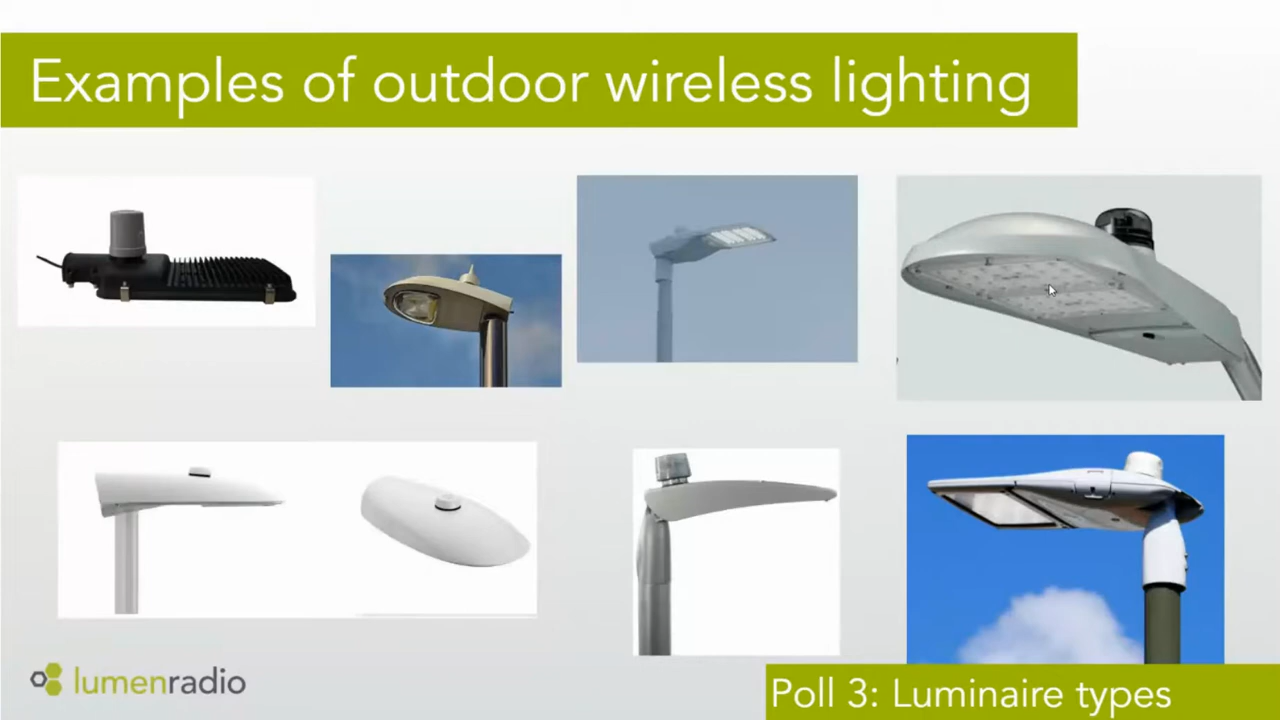 Examples of outdoor wireless lighting
lumenradio
Poll 3: Luminaire types